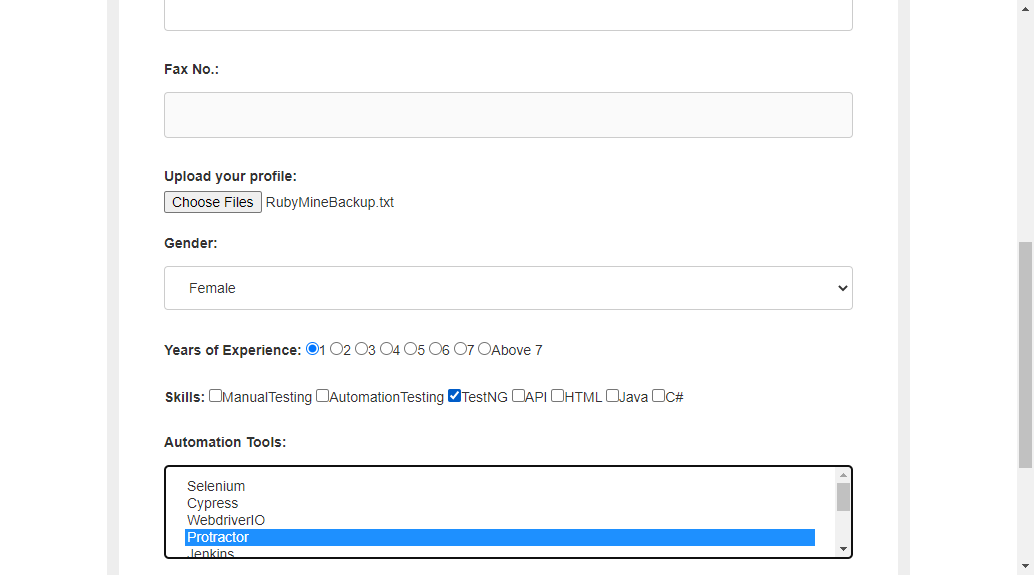 Fax No.:
Upload your profile:
Choose Files RubyMineBackup.txt
Gender:
Female
Years of Experience: 1 2 3 4 5 6 7 Above 7
Skills: ManualTesting AutomationTesting TestNG API HTML Java C#
Automation Tools:
Selenium
Cypress
WebdriverIO
Protractor
Jenkins